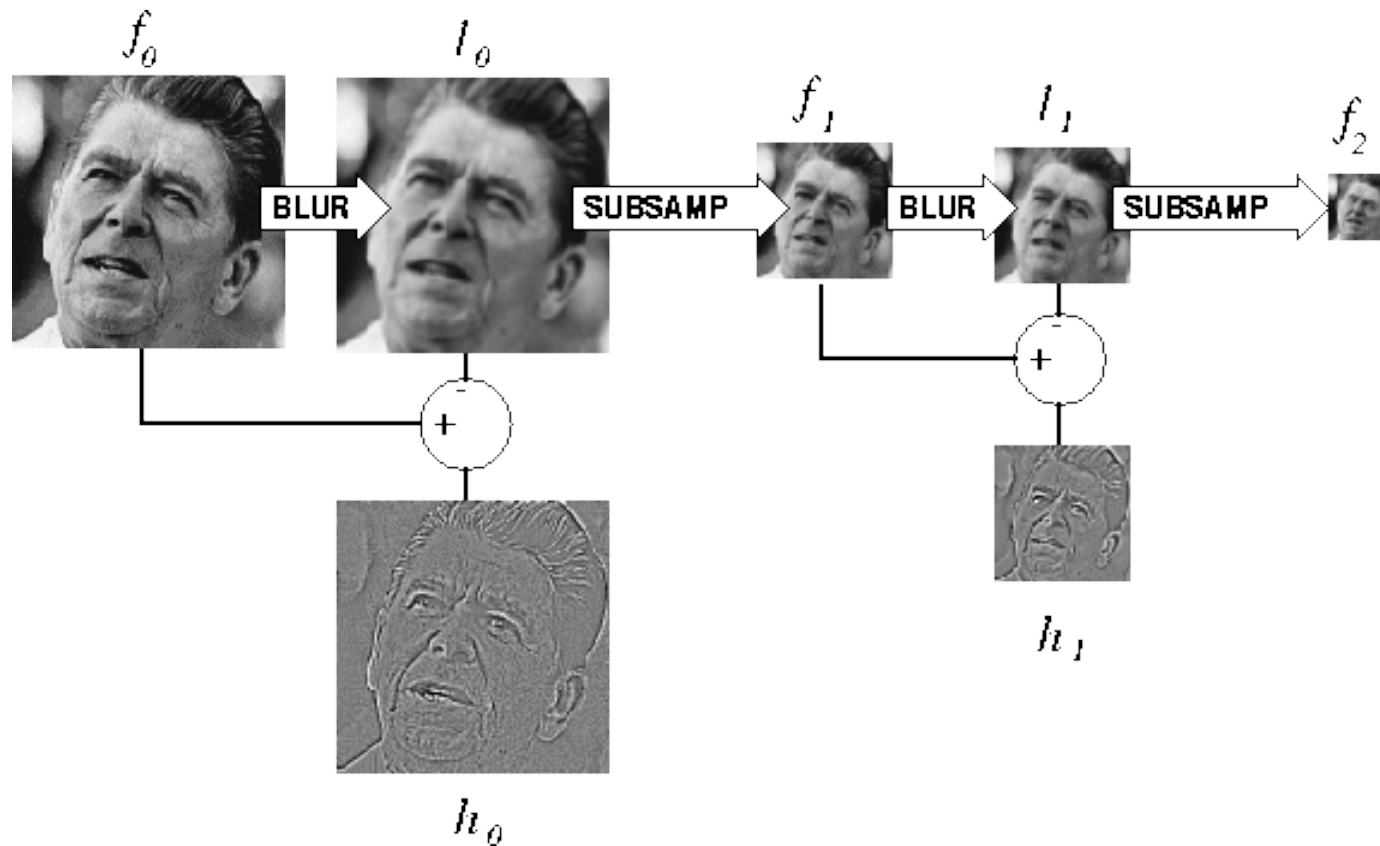 f₀
l₀
f₁
l₁
f₂
BLUR
SUBSAMP
BLUR
SUBSAMP
-
+
-
+
h₁
h₀